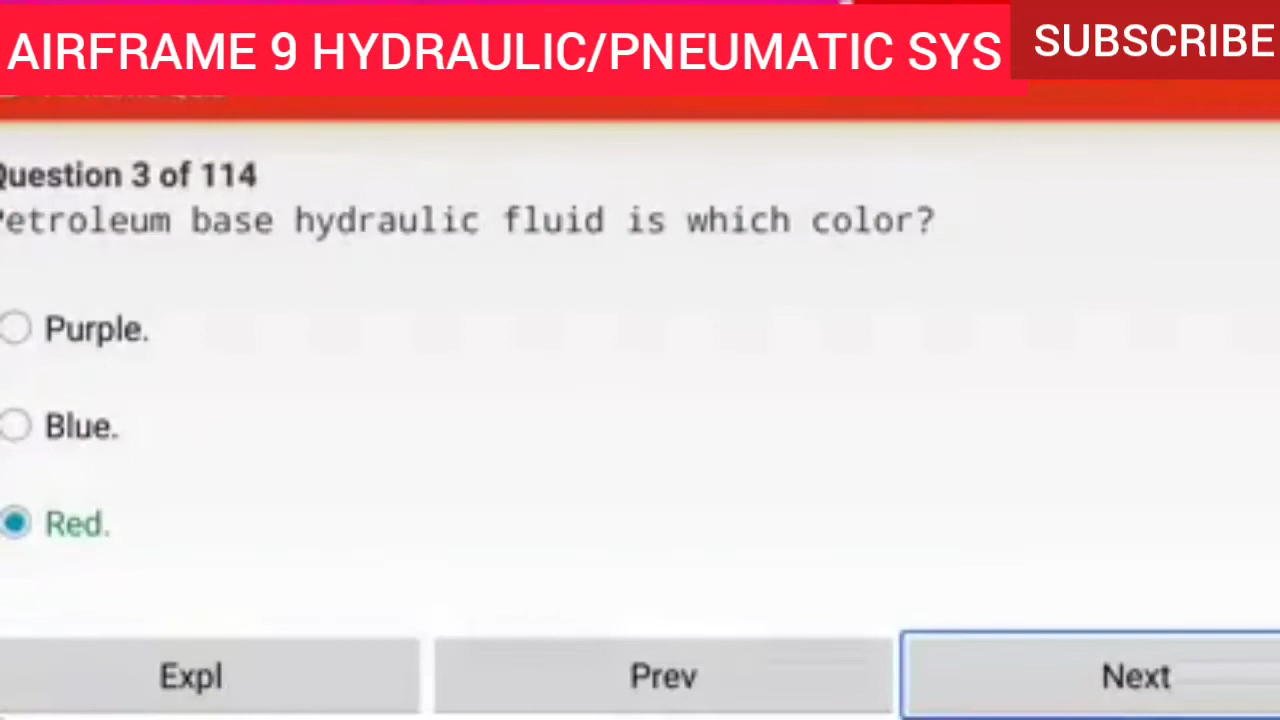 AIRFRAME 9 HYDRAULIC/PNEUMATIC SYS
SUBSCRIBE
Question 3 of 114
Petroleum base hydraulic fluid is which color?
Purple.
Blue.
Red.
Expl
Prev
Next